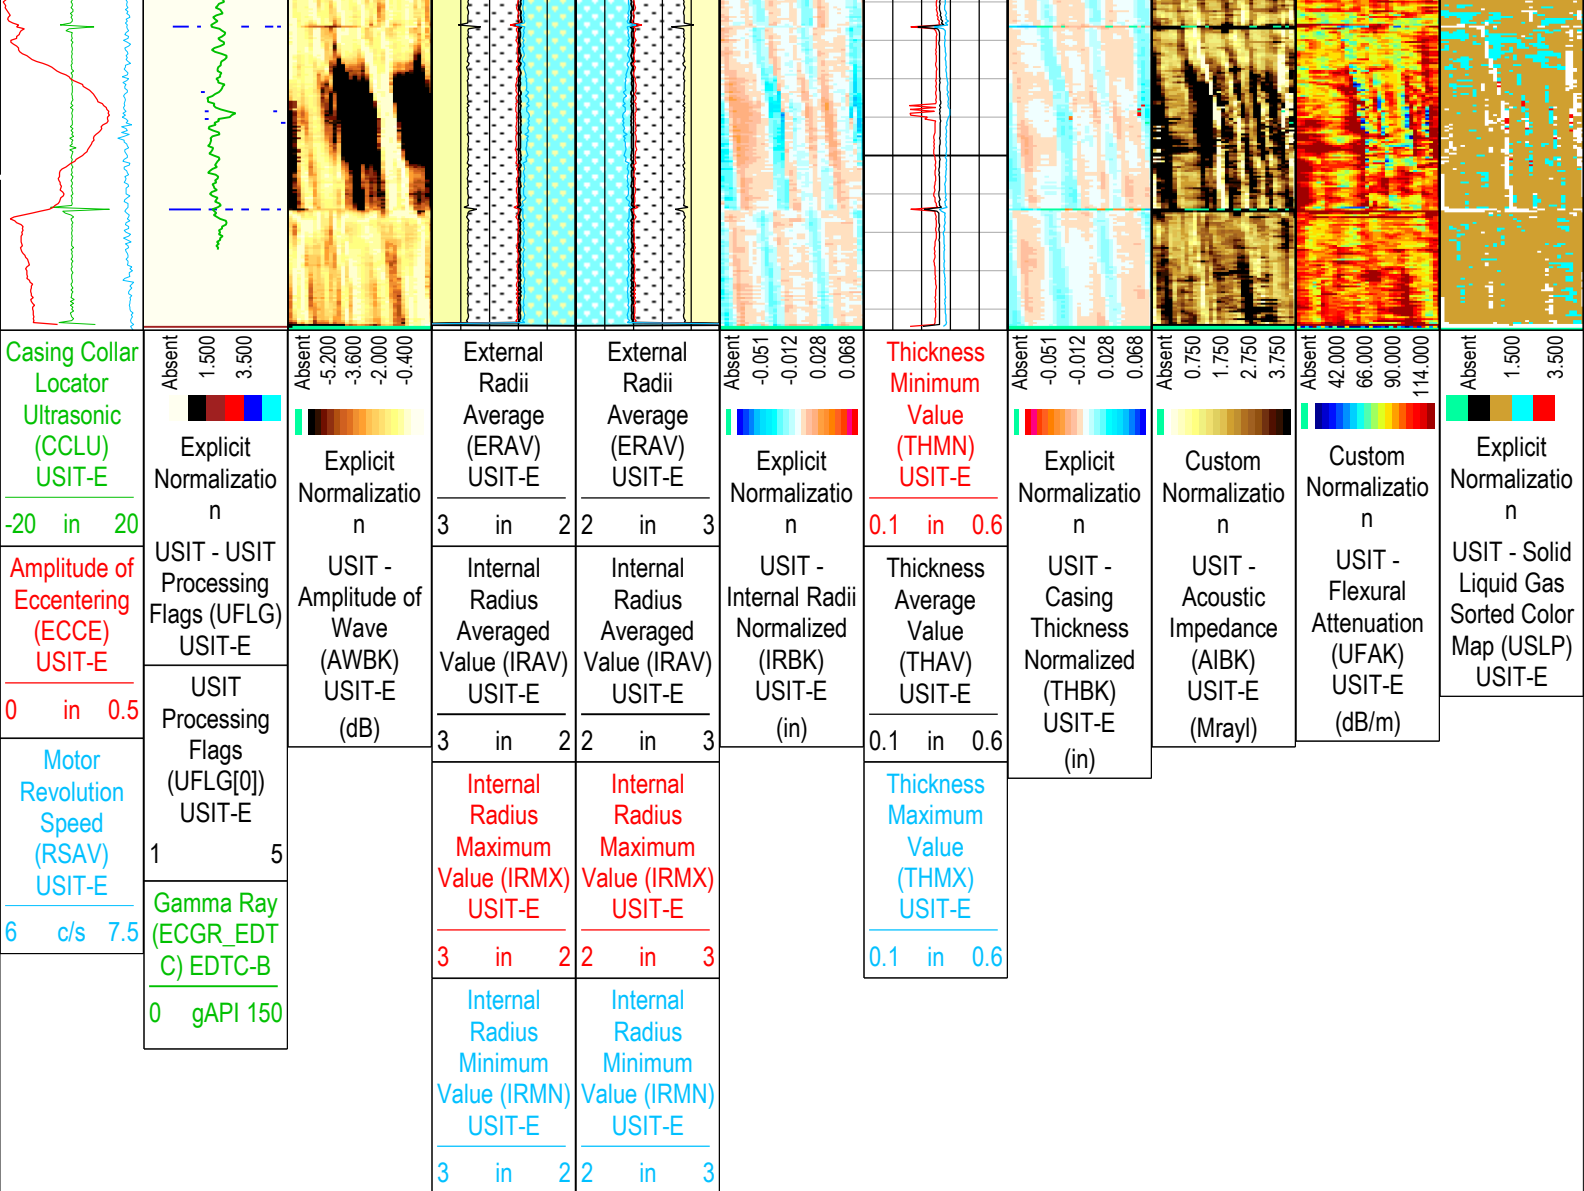 Casing Collar
Locator
Ultrasonic
(CCLU)
USIT-E
-20 in 20
Amplitude of
Eccentering
(ECCE)
USIT-E
0 in 0.5
Motor
Revolution
Speed
(RSAV)
USIT-E
6 c/s 7.5
Absent
1.500
3.500
Explicit
Normalizatio
n
USIT - USIT
Processing
Flags (UFLG)
USIT-E
USIT
Processing
Flags
(UFLG[0])
USIT-E
1 5
Gamma Ray
(ECGR_EDT
C) EDTC-B
0 gAPI 150
Absent
-5.200
-3.600
-2.000
-0.400
Explicit
Normalizatio
n
USIT -
Amplitude of
Wave
(AWBK)
USIT-E
(dB)
External
Radii
Average
(ERAV)
USIT-E
3 in 2
Internal
Radius
Averaged
Value (IRAV)
USIT-E
3 in 2
Internal
Radius
Maximum
Value (IRMX)
USIT-E
3 in 2
Internal
Radius
Minimum
Value (IRMN)
USIT-E
3 in 2
External
Radii
Average
(ERAV)
USIT-E
2 in 3
Internal
Radius
Averaged
Value (IRAV)
USIT-E
2 in 3
Internal
Radius
Maximum
Value (IRMX)
USIT-E
2 in 3
Internal
Radius
Minimum
Value (IRMN)
USIT-E
2 in 3
Absent
-0.051
-0.012
0.028
0.068
Explicit
Normalizatio
n
USIT -
Internal Radii
Normalized
(IRBK)
USIT-E
(in)
Thickness
Minimum
Value
(THMN)
USIT-E
0.1 in 0.6
Thickness
Average
Value
(THAV)
USIT-E
0.1 in 0.6
Thickness
Maximum
Value
(THMX)
USIT-E
0.1 in 0.6
Absent
-0.051
-0.012
0.028
0.068
Explicit
Normalizatio
n
USIT -
Casing
Thickness
Normalized
(THBK)
USIT-E
(in)
Absent
0.750
1.750
2.750
3.750
Custom
Normalizatio
n
USIT -
Acoustic
Impedance
(AIBK)
USIT-E
(Mrayl)
Absent
42.000
66.000
90.000
114.000
Custom
Normalizatio
n
USIT -
Flexural
Attenuation
(UFAK)
USIT-E
(dB/m)
Absent
1.500
3.500
Explicit
Normalizatio
n
USIT - Solid
Liquid Gas
Sorted Color
Map (USLP)
USIT-E